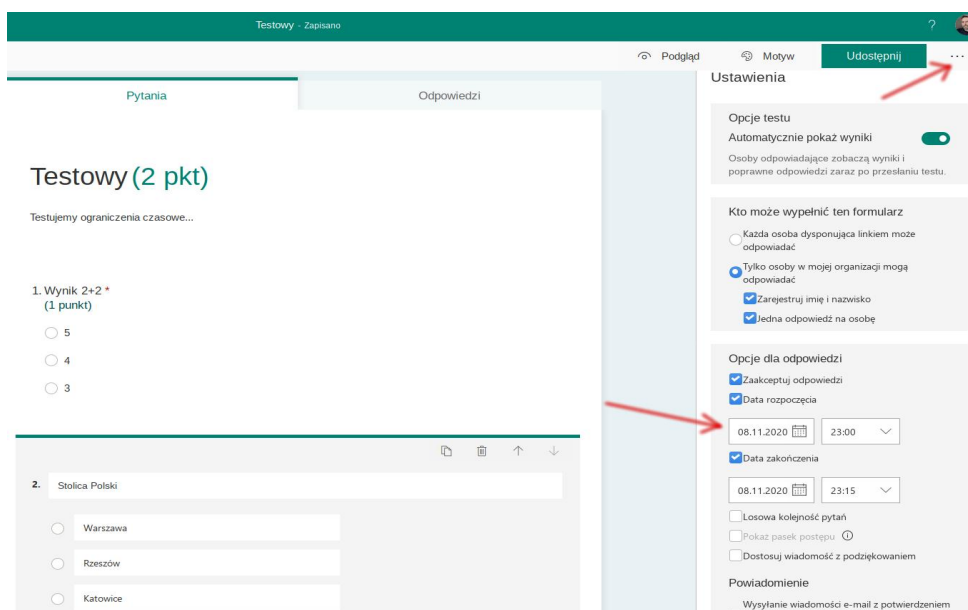 Testowy - Zapisano
?
Podgląd
Motyw
Udostępnij
...
Pytania
Odpowiedzi
Testowy (2 pkt)
Testujemy ograniczenia czasowe...
1. Wynik 2+2 *
(1 punkt)
5
4
3
2. Stolica Polski
Warszawa
Rzeszów
Katowice
Ustawienia
Opcje testu
Automatycznie pokaż wyniki
Osoby odpowiadające zobaczą wyniki i
poprawne odpowiedzi zaraz po przesłaniu testu.
Kto może wypełnić ten formularz
Każda osoba dysponująca linkiem może
odpowiadać
Tylko osoby w mojej organizacji mogą
odpowiadać
Zarejestruj imię i nazwisko
Jedna odpowiedź na osobę
Opcje dla odpowiedzi
Zaakceptuj odpowiedzi
Data rozpoczęcia
08.11.2020 23:00
Data zakończenia
08.11.2020 23:15
Losowa kolejność pytań
Pokaż pasek postępu
Dostosuj wiadomość z podziękowaniem
Powiadomienie
Wysyłanie wiadomości e-mail z potwierdzeniem